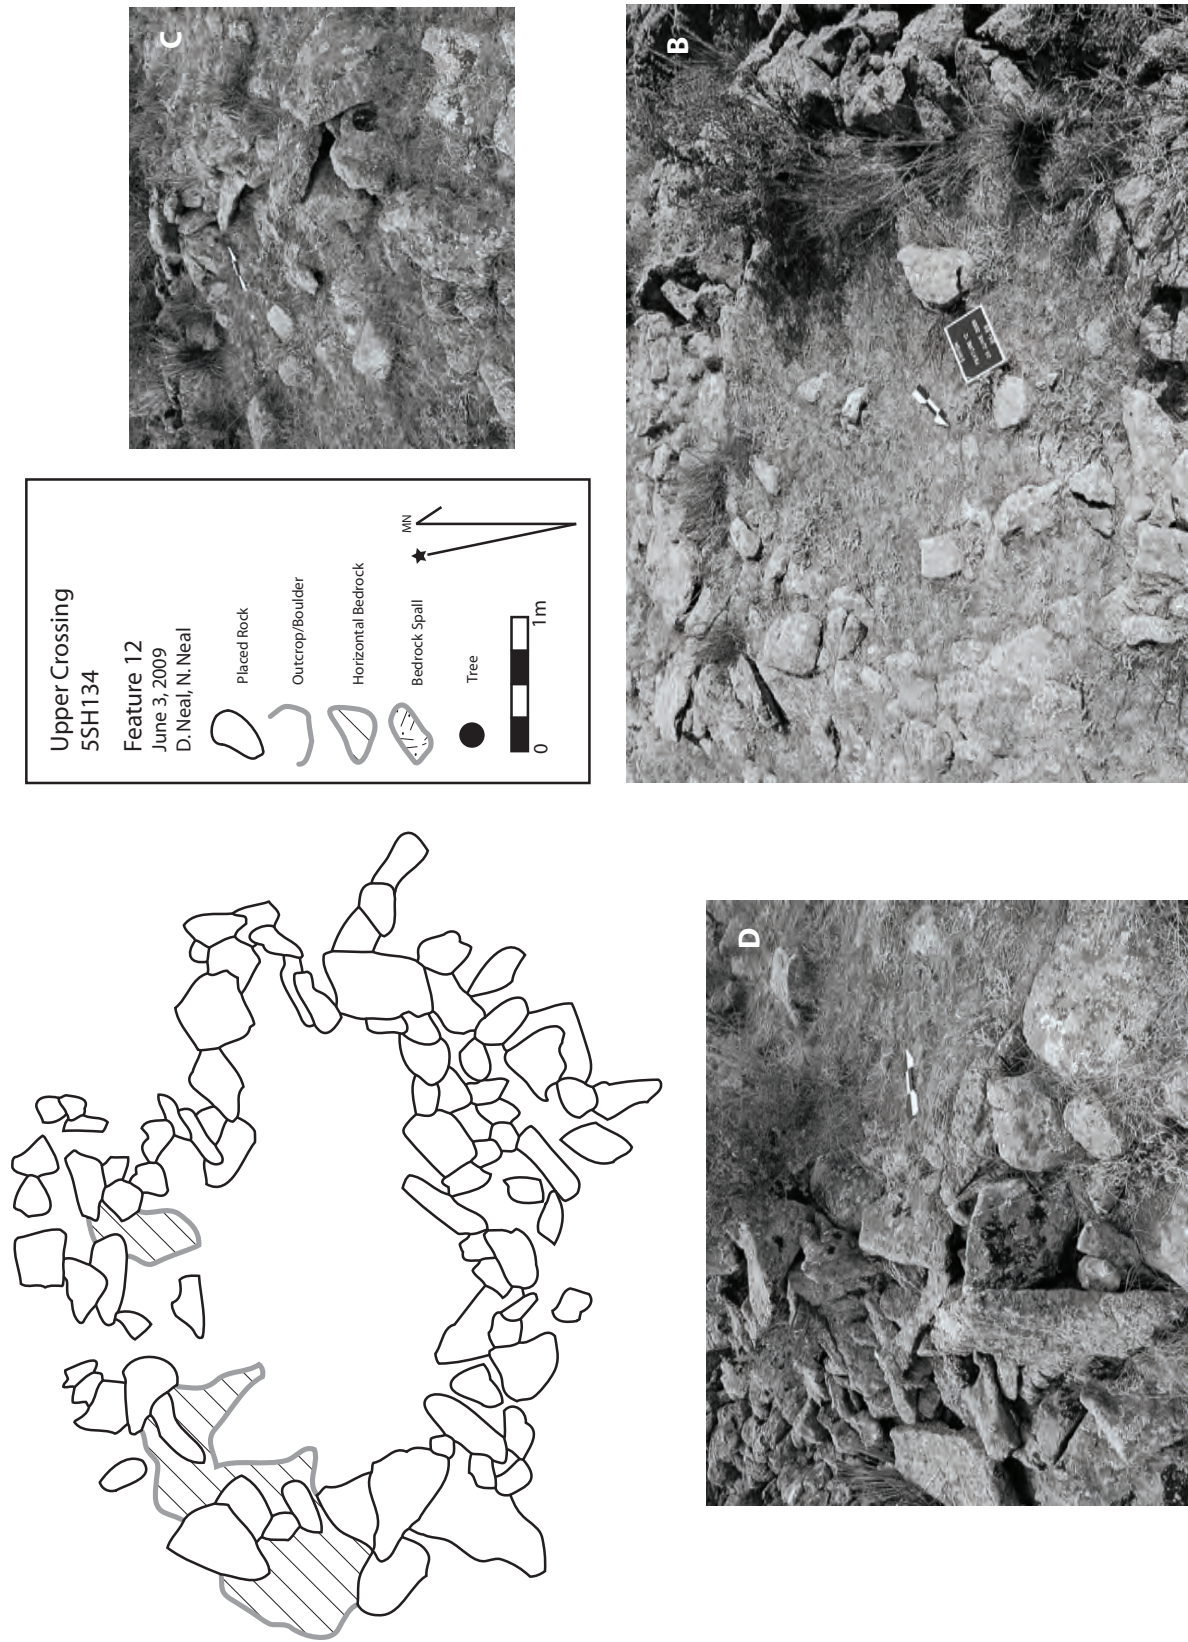 Upper Crossing
5SH134
Feature 12
June 3, 2009
D. Neal, N. Neal
Placed Rock
Outcrop/Boulder
Horizontal Bedrock
Bedrock Spall
Tree
0
1m
MN
C
B
D